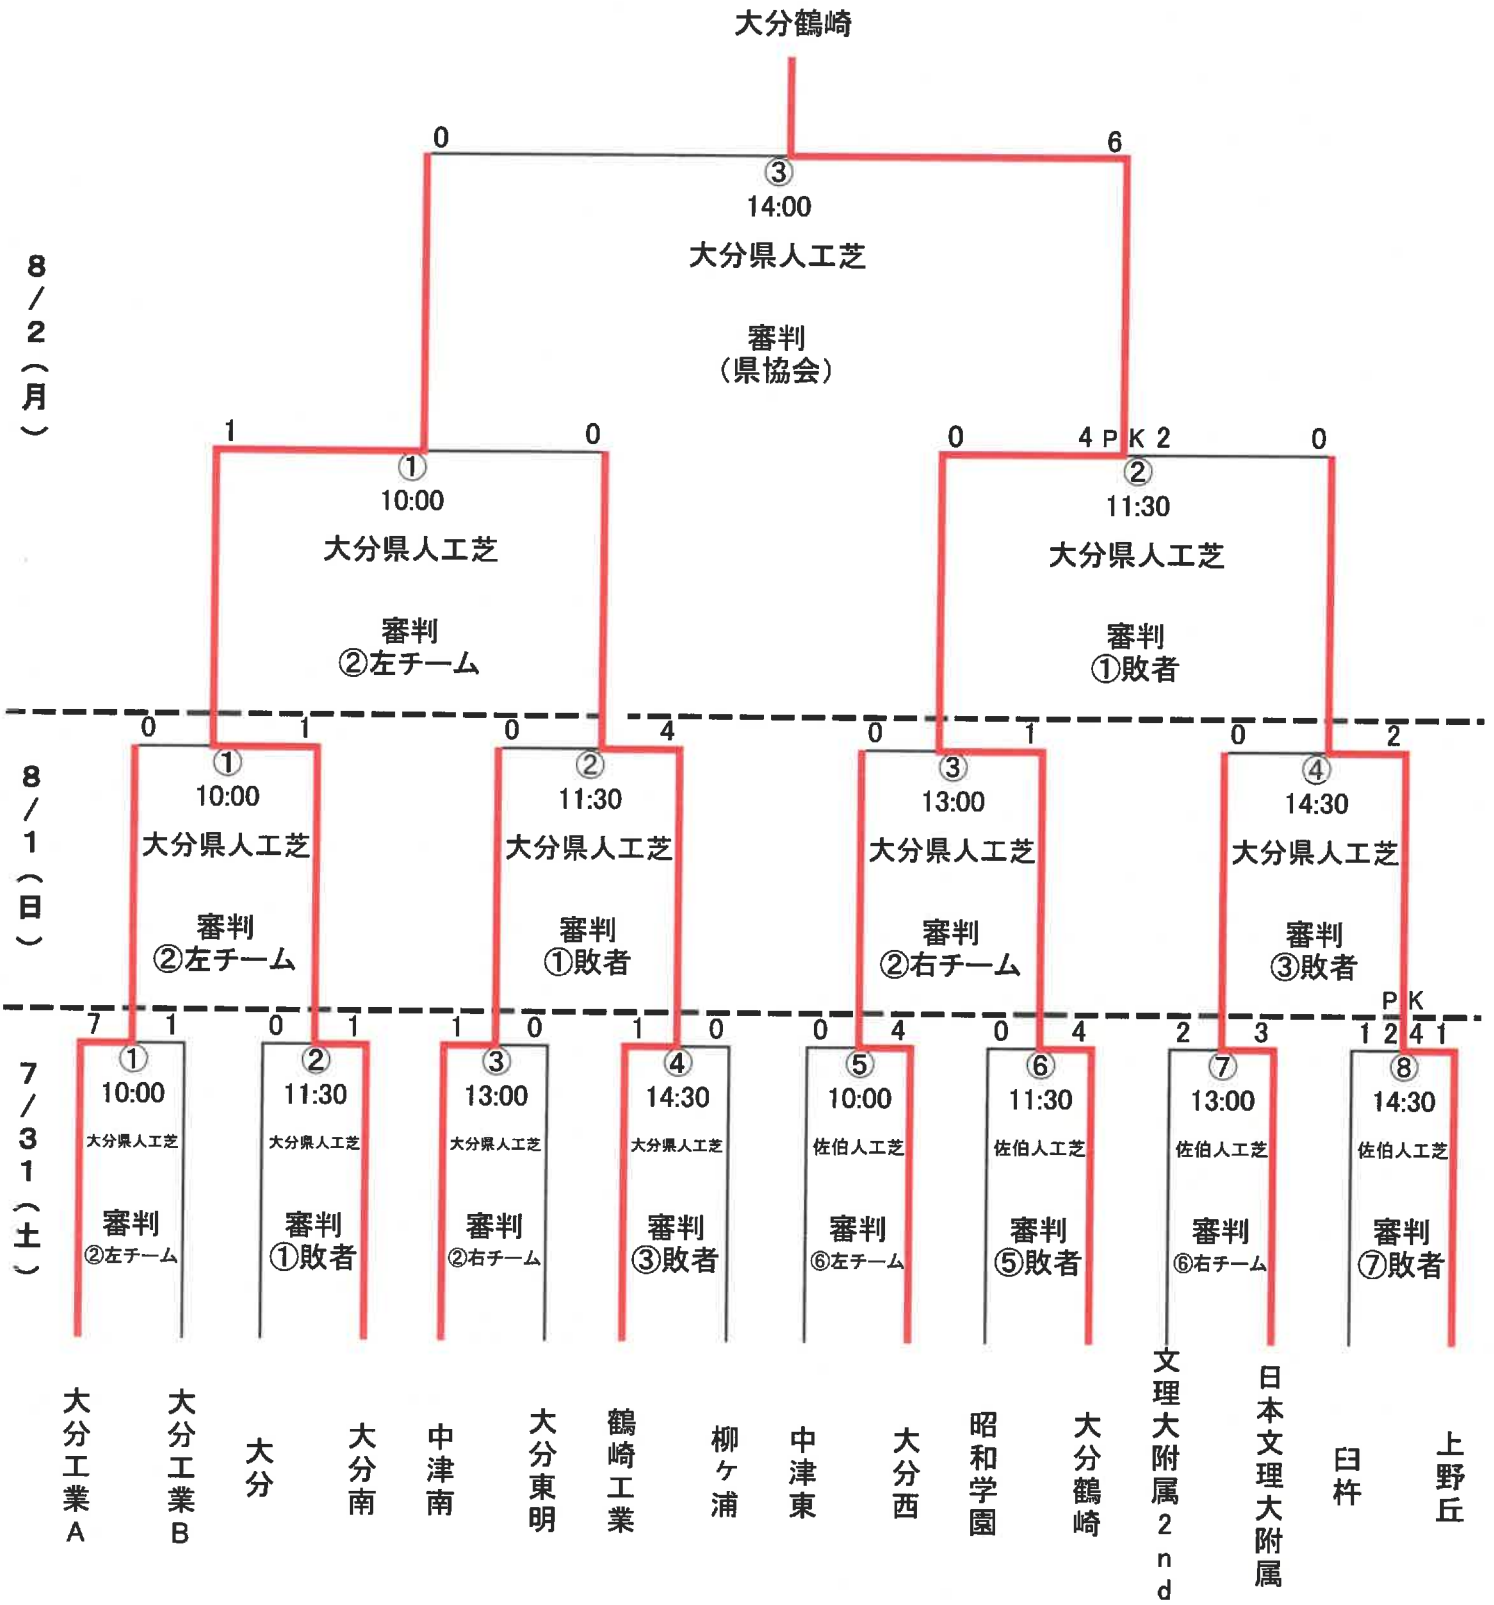 大分鶴崎
0 6
③
14:00
大分県人工芝
審判
（県協会）
8/2（月）
1 0
①
10:00
大分県人工芝
審判
②左チーム
0 4 PK 2 0
②
11:30
大分県人工芝
審判
①敗者
8/1（日）
0 1
①
10:00
大分県人工芝
審判
②左チーム
0 4
②
11:30
大分県人工芝
審判
①敗者
0 1
③
13:00
大分県人工芝
審判
②右チーム
0 2
④
14:30
大分県人工芝
審判
③敗者
7/31（土）
7 1
①
10:00
大分県人工芝
審判
②左チーム
0 1
②
11:30
大分県人工芝
審判
①敗者
1 0
③
13:00
大分県人工芝
審判
②右チーム
1 0
④
14:30
大分県人工芝
審判
③敗者
0 4
⑤
10:00
佐伯人工芝
審判
⑥左チーム
0 4
⑥
11:30
佐伯人工芝
審判
⑤敗者
2 3
⑦
13:00
佐伯人工芝
審判
⑥右チーム
PK
1 2 4 1
⑧
14:30
佐伯人工芝
審判
⑦敗者
大分工業A
大分工業B
大分
大分南
中津南
大分東明
鶴崎工業
柳ヶ浦
中津東
大分西
昭和学園
大分鶴崎
文理大附属2nd
日本文理大附属
臼杵
上野丘